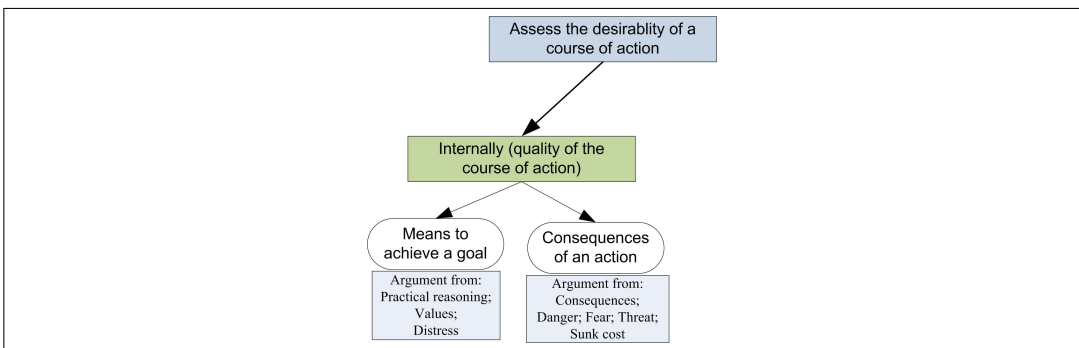 Assess the desirablity of a
course of action
Internally (quality of the
course of action)
Means to
achieve a goal
Argument from:
Practical reasoning;
Values;
Distress
Consequences
of an action
Argument from:
Consequences;
Danger; Fear; Threat;
Sunk cost